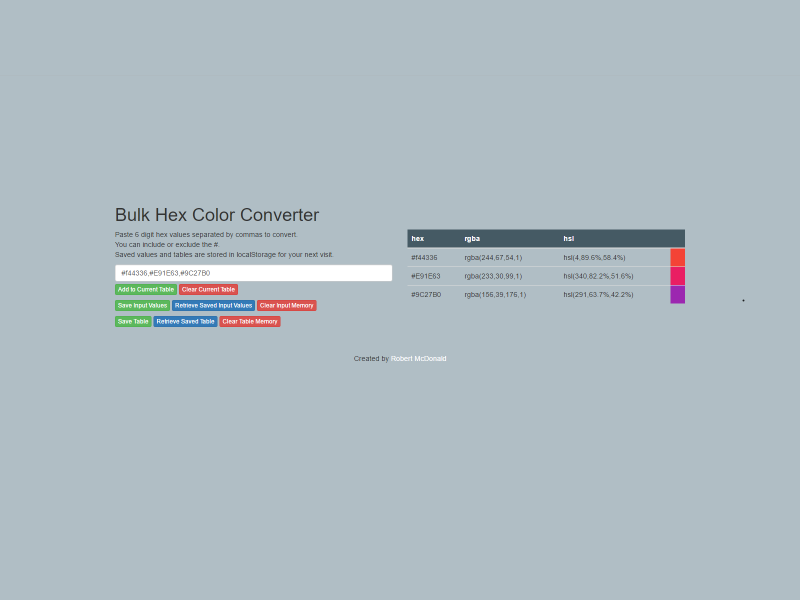 Bulk Hex Color Converter
Paste 6 digit hex values separated by commas to convert.
You can include or exclude the #.
Saved values and tables are stored in localStorage for your next visit.
#f44336,#E91E63,#9C27B0
Add to Current Table Clear Current Table
Save Input Values Retrieve Saved Input Values Clear Input Memory
Save Table Retrieve Saved Table Clear Table Memory
hex rgba hsl
#f44336 rgba(244,67,54,1) hsl(4,89.6%,58.4%)
#E91E63 rgba(233,30,99,1) hsl(340,82.2%,51.6%)
#9C27B0 rgba(156,39,176,1) hsl(291,63.7%,42.2%)
Created by Robert McDonald